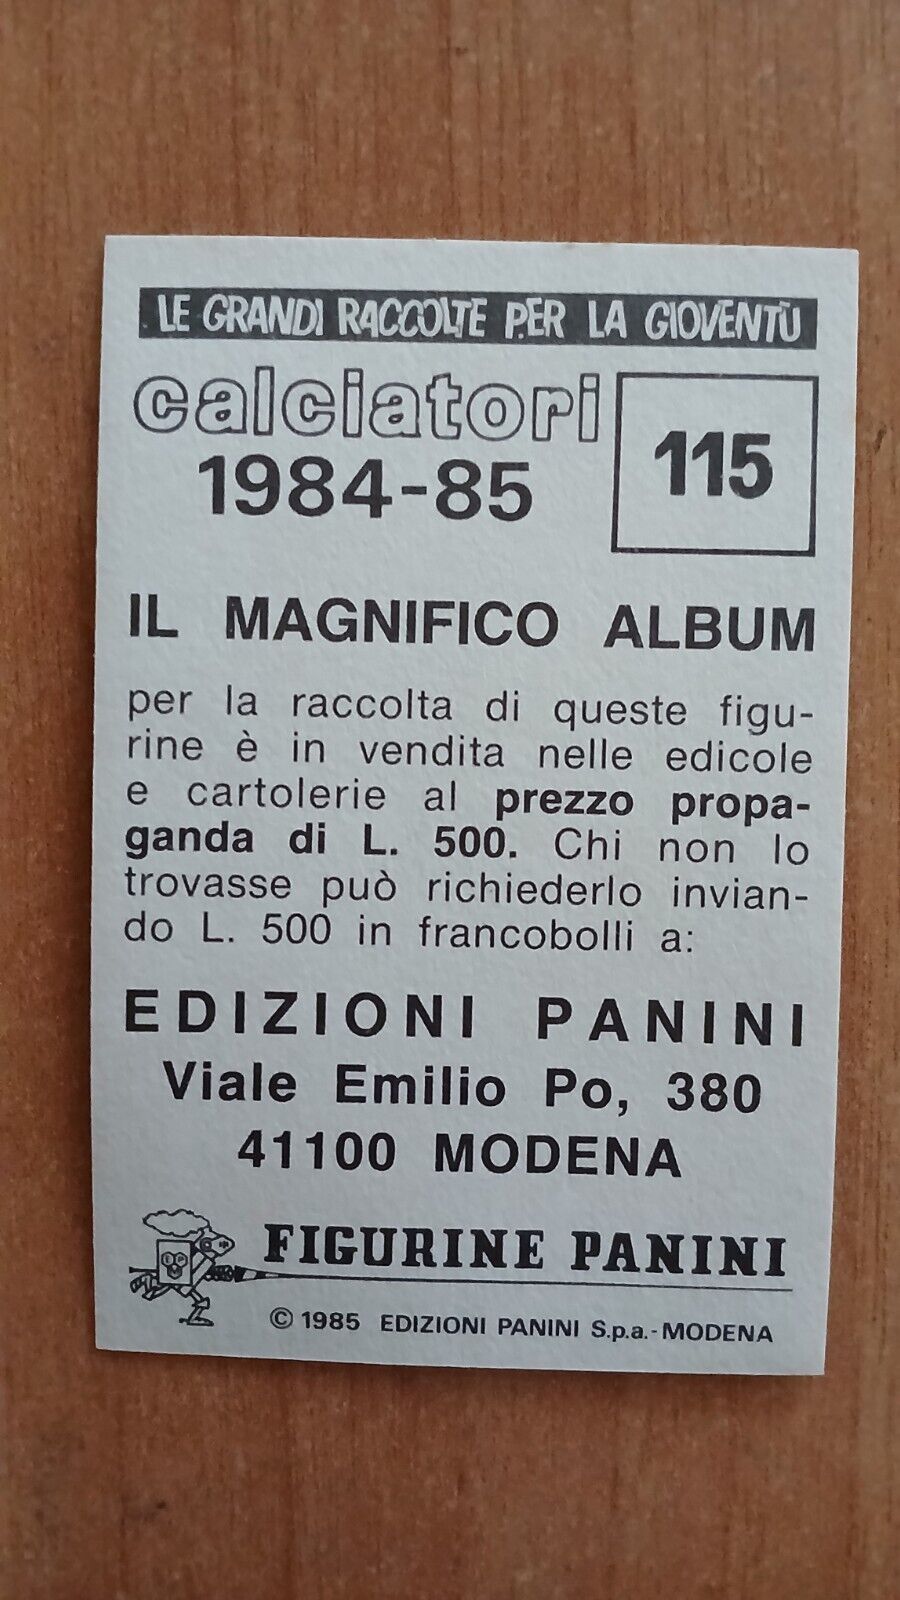 LE GRANDI RACCOLTE PER LA GIOVENTÙ
calciatori
1984-85
115
IL MAGNIFICO ALBUM
per la raccolta di queste figu-
rine è in vendita nelle edicole
e cartolerie al prezzo propa-
ganda di L. 500. Chi non lo
trovasse può richiederlo invian-
do L. 500 in francobolli a:
EDIZIONI PANINI
Viale Emilio Po, 380
41100 MODENA
FIGURINE PANINI
© 1985 EDIZIONI PANINI S.p.a.-MODENA